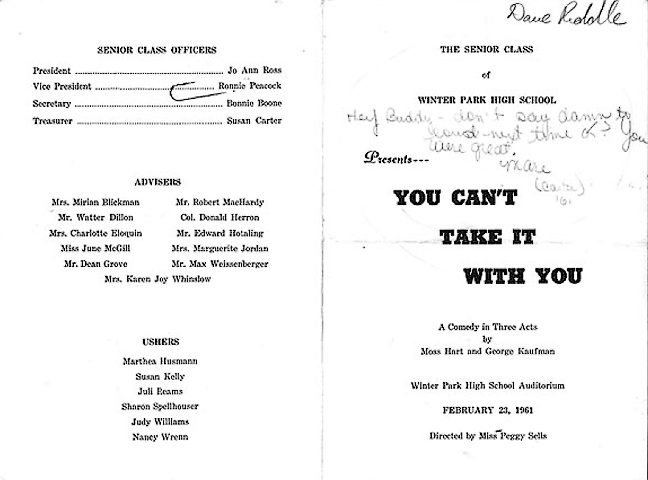 SENIOR CLASS OFFICERS
President ........................................ Jo Ann Ross
Vice President ................................ Ronnie Peacock
Secretary ........................................ Bonnie Boone
Treasurer ........................................ Susan Carter
ADVISERS
Mrs. Mirian Blickman Mr. Robert MacHardy
Mr. Watter Dillon Col. Donald Herron
Mrs. Charlotte Eloquin Mr. Edward Hotaling
Miss June McGill Mrs. Marguerite Jordan
Mr. Dean Grove Mr. Max Weissenberger
Mrs. Karen Joy Whinslow
USHERS
Marthea Husmann
Susan Kelly
Juli Reams
Sharon Spellhouser
Judy Williams
Nancy Wrenn
Dave Riddle
THE SENIOR CLASS
of
WINTER PARK HIGH SCHOOL
Hey Buddy - don't say damn so
loud next time OK? You
were great.
'61
Presents---
YOU CAN'T
TAKE IT
WITH YOU
A Comedy in Three Acts
by
Moss Hart and George Kaufman
Winter Park High School Auditorium
FEBRUARY 23, 1961
Directed by Miss Peggy Sells